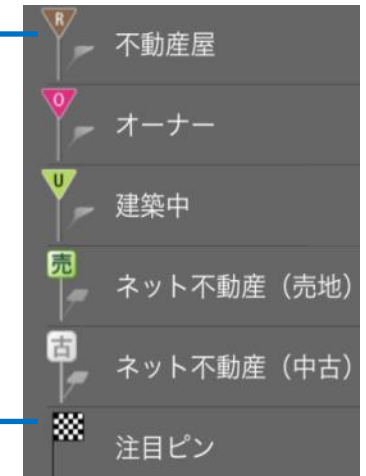 R 不動産屋
O オーナー
U 建築中
売 ネット不動産（売地）
古 ネット不動産（中古）
注目ピン